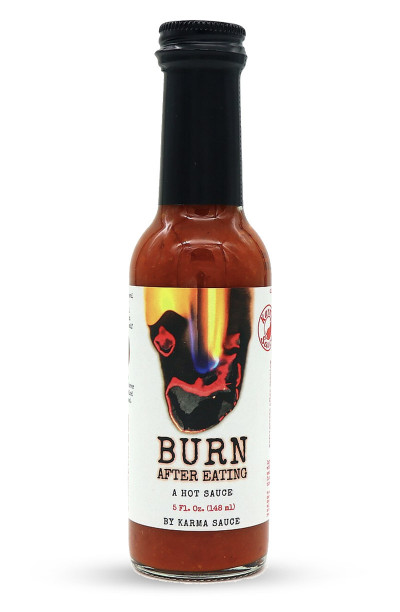 BURN
AFTER EATING
A HOT SAUCE
5 Fl. Oz. (148 ml)
BY KARMA SAUCE